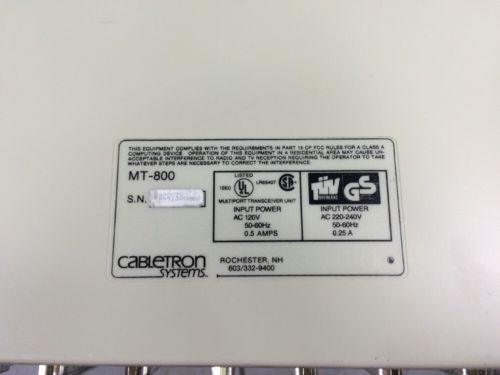 THIS EQUIPMENT COMPLIES WITH THE REQUIREMENTS IN PART 15 OF FCC RULES FOR A CLASS A
COMPUTING DEVICE. OPERATION OF THIS EQUIPMENT IN A RESIDENTIAL AREA MAY CAUSE UN-
ACCEPTABLE INTERFERENCE TO RADIO AND TV RECEPTION REQUIRING THE OPERATOR TO TAKE
WHATEVER STEPS ARE NECESSARY TO CORRECT THE INTERFERENCE.
MT-800
S.N.
LISTED
UL
SA
MULTIPORT TRANSCEIVER UNIT
INPUT POWER
AC 120V
50-60Hz
0.5 AMPS
TÜV
GS
INPUT POWER
AC 220-240V
50-60Hz
0.25 A
CABLETRON
SYSTEMS
ROCHESTER, NH
603/332-9400